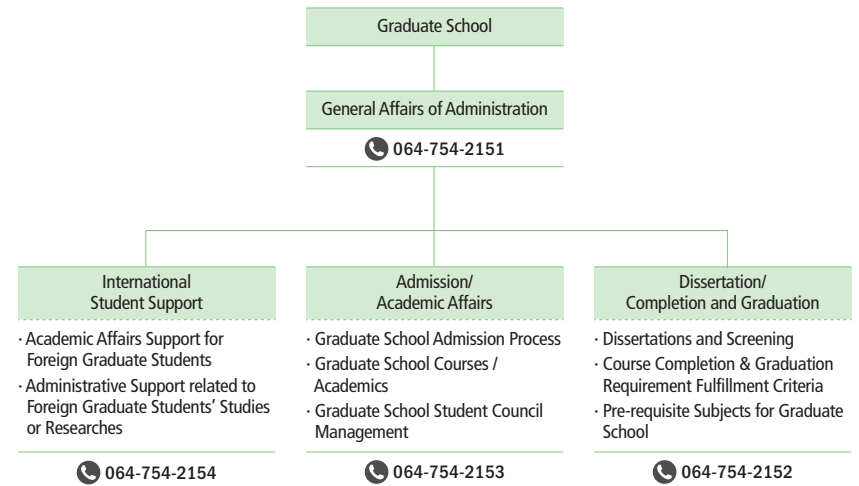 Graduate School
General Affairs of Administration
064-754-2151
International
Student Support
· Academic Affairs Support for
Foreign Graduate Students
· Administrative Support related to
Foreign Graduate Students' Studies
or Researches
064-754-2154
Admission/
Academic Affairs
· Graduate School Admission Process
· Graduate School Courses /
Academics
· Graduate School Student Council
Management
064-754-2153
Dissertation/
Completion and Graduation
· Dissertations and Screening
· Course Completion & Graduation
Requirement Fulfillment Criteria
· Pre-requisite Subjects for Graduate
School
064-754-2152